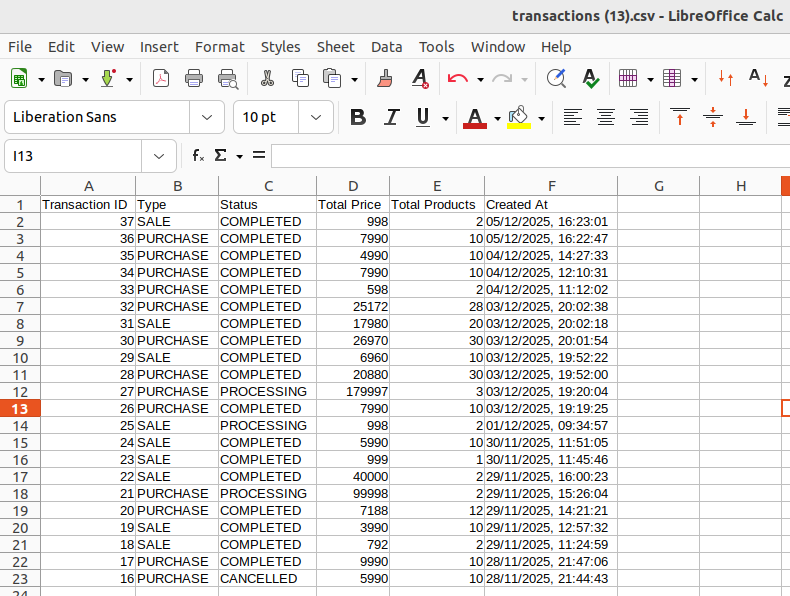 transactions (13).csv - LibreOffice Calc
File Edit View Insert Format Styles Sheet Data Tools Window Help
Liberation Sans 10 pt B I U A
I13 fx Σ =
A B C D E F G H
1 Transaction ID Type Status Total Price Total Products Created At
2 37 SALE COMPLETED 998 2 05/12/2025, 16:23:01
3 36 PURCHASE COMPLETED 7990 10 05/12/2025, 16:22:47
4 35 PURCHASE COMPLETED 4990 10 04/12/2025, 14:27:33
5 34 PURCHASE COMPLETED 7990 10 04/12/2025, 12:10:31
6 33 PURCHASE COMPLETED 598 2 04/12/2025, 11:12:02
7 32 PURCHASE COMPLETED 25172 28 03/12/2025, 20:02:38
8 31 SALE COMPLETED 17980 20 03/12/2025, 20:02:18
9 30 PURCHASE COMPLETED 26970 30 03/12/2025, 20:01:54
10 29 SALE COMPLETED 6960 10 03/12/2025, 19:52:22
11 28 PURCHASE COMPLETED 20880 30 03/12/2025, 19:52:00
12 27 PURCHASE PROCESSING 179997 3 03/12/2025, 19:20:04
13 26 PURCHASE COMPLETED 7990 10 03/12/2025, 19:19:25
14 25 SALE PROCESSING 998 2 01/12/2025, 09:34:57
15 24 SALE COMPLETED 5990 10 30/11/2025, 11:51:05
16 23 SALE COMPLETED 999 1 30/11/2025, 11:45:46
17 22 SALE COMPLETED 40000 2 29/11/2025, 16:00:23
18 21 PURCHASE PROCESSING 99998 2 29/11/2025, 15:26:04
19 20 PURCHASE COMPLETED 7188 12 29/11/2025, 14:21:21
20 19 SALE COMPLETED 3990 10 29/11/2025, 12:57:32
21 18 SALE COMPLETED 792 2 29/11/2025, 11:24:59
22 17 PURCHASE COMPLETED 9990 10 28/11/2025, 21:47:06
23 16 PURCHASE CANCELLED 5990 10 28/11/2025, 21:44:43
24